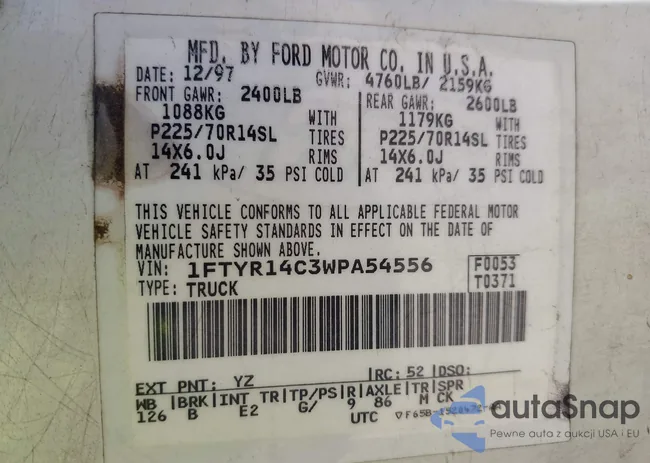 MFD. BY FORD MOTOR CO. IN U.S.A.
DATE: 12/97 GVWR: 4760LB/ 2159KG
FRONT GAWR: 2400LB REAR GAWR: 2600LB
1088KG WITH 1179KG WITH
P225/70R14SL TIRES P225/70R14SL TIRES
14X6.0J RIMS 14X6.0J RIMS
AT 241 kPa/ 35 PSI COLD AT 241 kPa/ 35 PSI COLD
THIS VEHICLE CONFORMS TO ALL APPLICABLE FEDERAL MOTOR
VEHICLE SAFETY STANDARDS IN EFFECT ON THE DATE OF
MANUFACTURE SHOWN ABOVE.
VIN: 1FTYR14C3WPA54556 F0053
TYPE: TRUCK T0371
EXT PNT: YZ RC: 52 DSO:
WB BRK INT TR TP/PS R AXLE TR SPR
126 B E2 G/ 9 86 M CK
UTC
autaSnap
Pewne auta z aukcji USA i EU